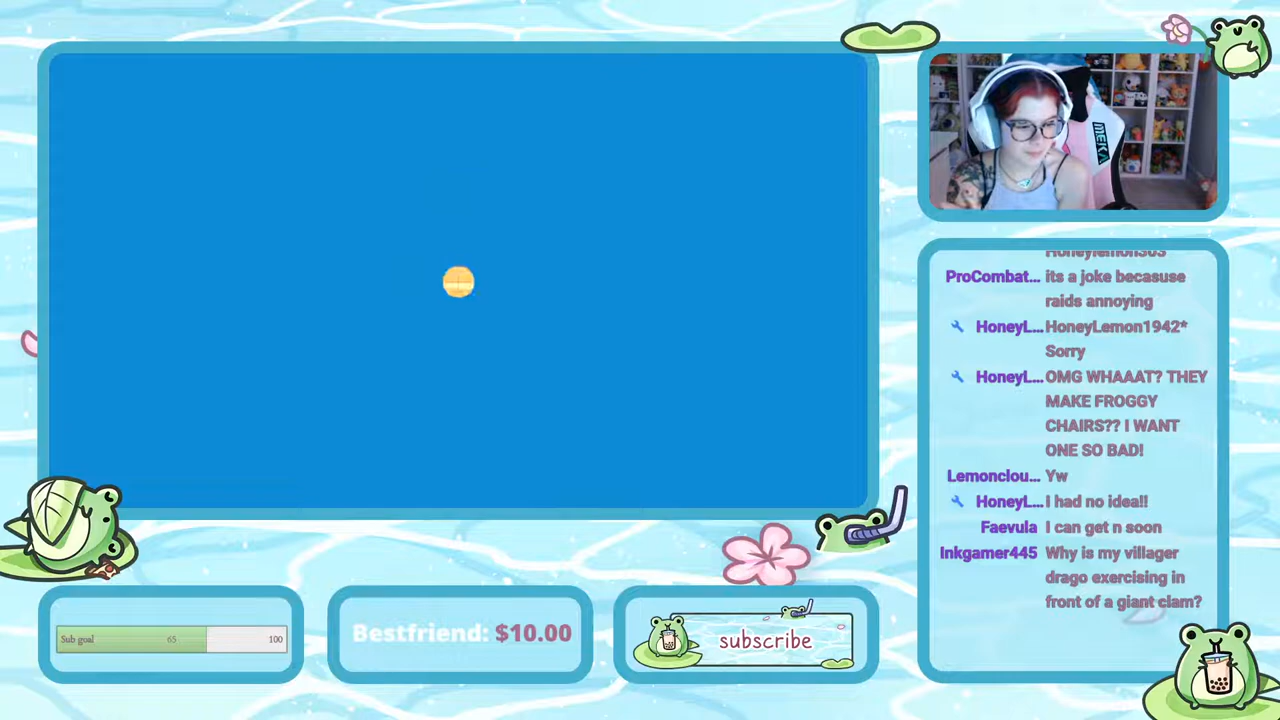 MEKA
Honeylemon303
ProCombat... its a joke becasuse
raids annoying
HoneyL... HoneyLemon1942*
Sorry
HoneyL... OMG WHAAAT? THEY
MAKE FROGGY
CHAIRS?? I WANT
ONE SO BAD!
Lemonclou... Yw
HoneyL... I had no idea!!
Faevula I can get n soon
Inkgamer445 Why is my villager
drago exercising in
front of a giant clam?
Sub goal 65 100
Bestfriend: $10.00
subscribe